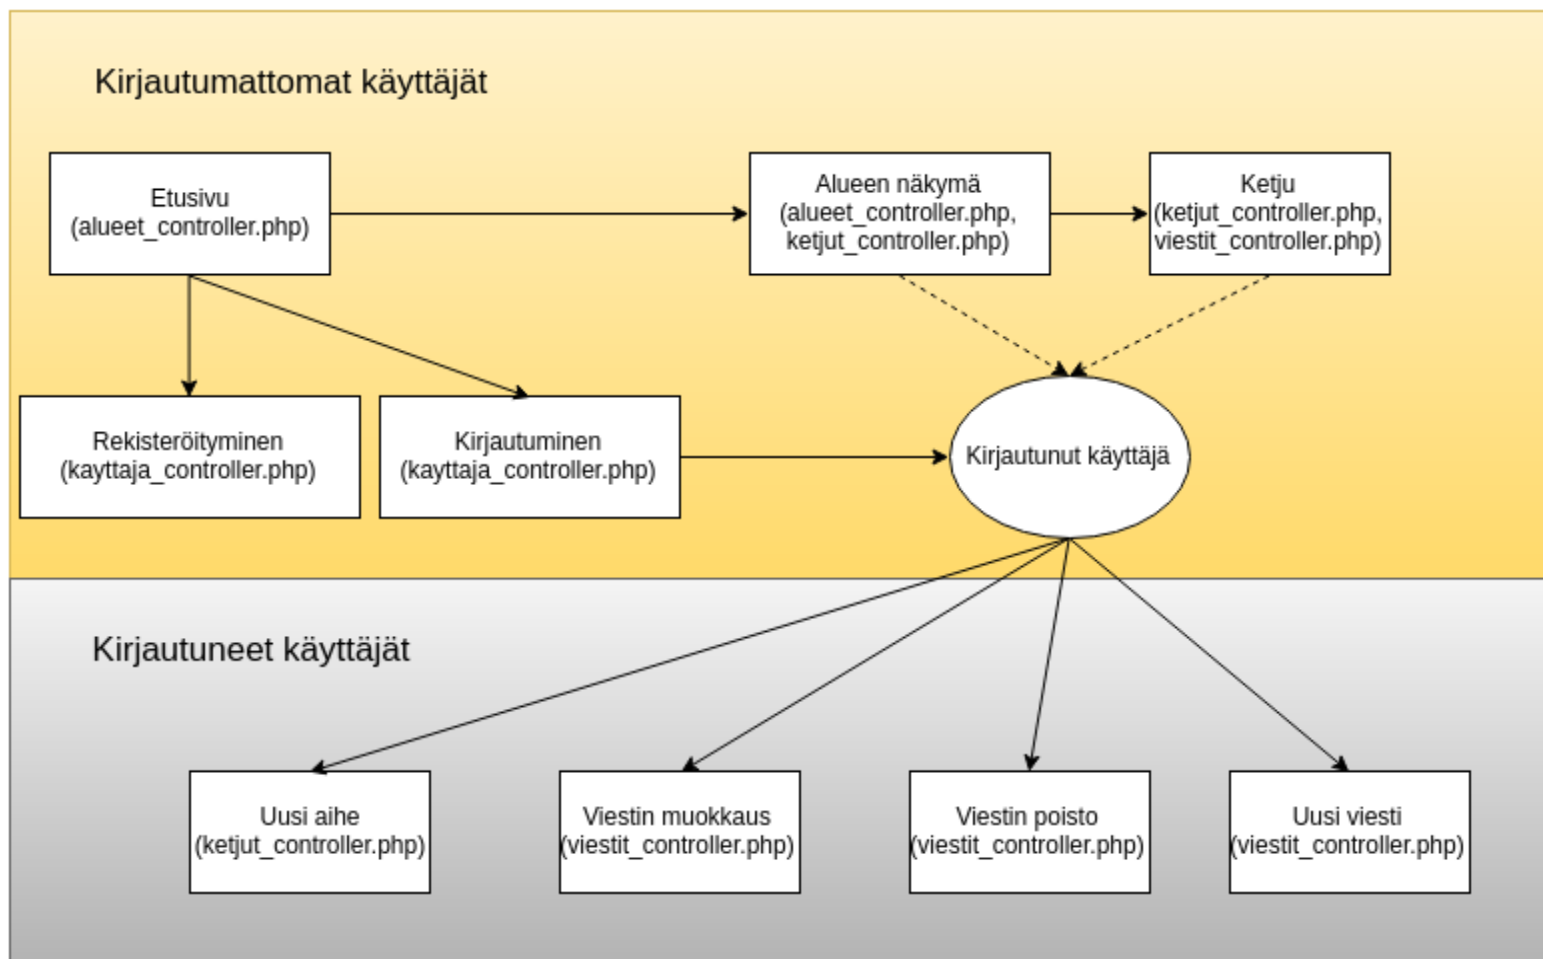 Kirjautumattomat käyttäjät
Etusivu
(alueet_controller.php)
Alueen näkymä
(alueet_controller.php,
ketjut_controller.php)
Ketju
(ketjut_controller.php,
viestit_controller.php)
Rekisteröityminen
(kayttaja_controller.php)
Kirjautuminen
(kayttaja_controller.php)
Kirjautunut käyttäjä
Kirjautuneet käyttäjät
Uusi aihe
(ketjut_controller.php)
Viestin muokkaus
(viestit_controller.php)
Viestin poisto
(viestit_controller.php)
Uusi viesti
(viestit_controller.php)